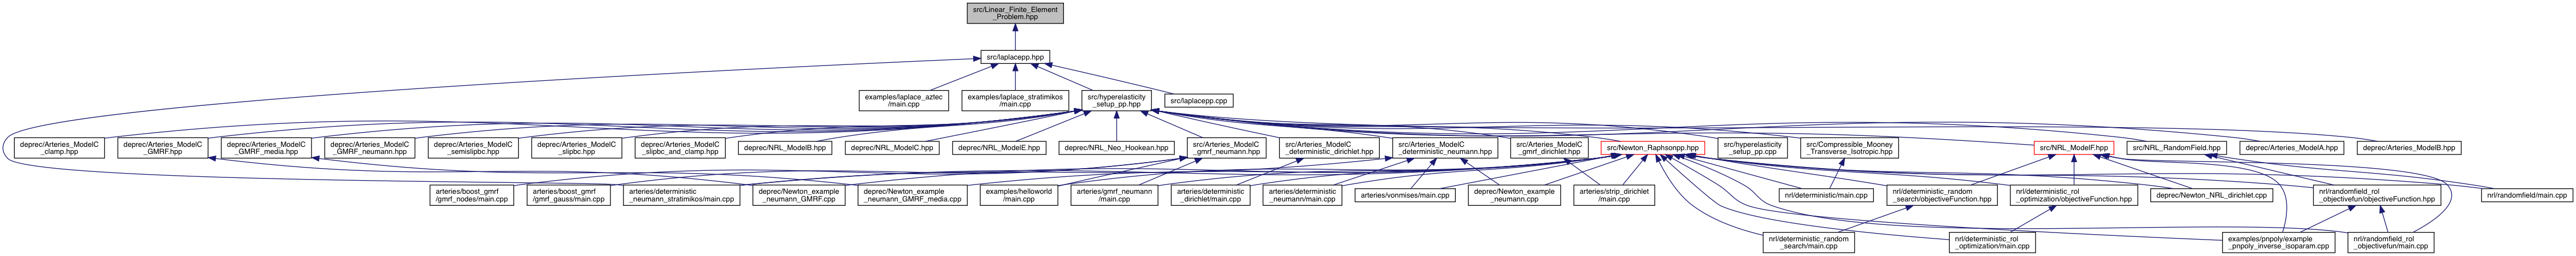 src/Linear_Finite_Element
_Problem.hpp
src/laplacepp.hpp
examples/laplace_aztec
/main.cpp
examples/laplace_stratimikos
/main.cpp
src/hyperelasticity
_setup_pp.hpp
src/laplacepp.cpp
deprec/Arteries_ModelC
_clamp.hpp
deprec/Arteries_ModelC
_GMRF.hpp
deprec/Arteries_ModelC
_GMRF_media.hpp
deprec/Arteries_ModelC
_GMRF_neumann.hpp
deprec/Arteries_ModelC
_semislipbc.hpp
deprec/Arteries_ModelC
_slipbc.hpp
deprec/Arteries_ModelC
_slipbc_and_clamp.hpp
deprec/NRL_ModelB.hpp
deprec/NRL_ModelC.hpp
deprec/NRL_ModelE.hpp
deprec/NRL_Neo_Hookean.hpp
src/Arteries_ModelC
_gmrf_neumann.hpp
src/Arteries_ModelC
_deterministic_dirichlet.hpp
src/Arteries_ModelC
_deterministic_neumann.hpp
src/Arteries_ModelC
_gmrf_dirichlet.hpp
src/Newton_Raphsonpp.hpp
src/hyperelasticity
_setup_pp.cpp
src/Compressible_Mooney
_Transverse_Isotropic.hpp
src/NRL_ModelF.hpp
src/NRL_RandomField.hpp
deprec/Arteries_ModelA.hpp
deprec/Arteries_ModelB.hpp
arteries/boost_gmrf
/gmrf_nodes/main.cpp
arteries/boost_gmrf
/gmrf_gauss/main.cpp
arteries/deterministic
_neumann_stratimikos/main.cpp
deprec/Newton_example
_neumann_GMRF.cpp
deprec/Newton_example
_neumann_GMRF_media.cpp
examples/helloworld
/main.cpp
arteries/gmrf_neumann
/main.cpp
arteries/deterministic
_dirichlet/main.cpp
arteries/deterministic
_neumann/main.cpp
arteries/vonmises/main.cpp
deprec/Newton_example
_neumann.cpp
arteries/strip_dirichlet
/main.cpp
nrl/deterministic/main.cpp
nrl/deterministic_random
_search/objectiveFunction.hpp
nrl/deterministic_rol
_optimization/objectiveFunction.hpp
deprec/Newton_NRL_dirichlet.cpp
nrl/randomfield_rol
_objectivefun/objectiveFunction.hpp
nrl/randomfield/main.cpp
nrl/deterministic_random
_search/main.cpp
nrl/deterministic_rol
_optimization/main.cpp
examples/pnpoly/example
_pnpoly_inverse_isoparam.cpp
nrl/randomfield_rol
_objectivefun/main.cpp